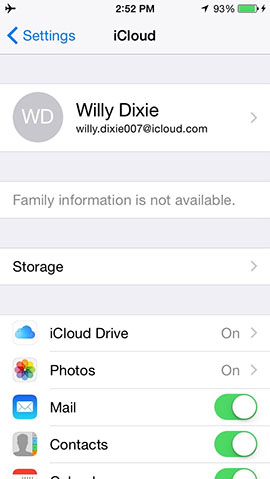 2:52 PM 93%
Settings iCloud
WD
Willy Dixie
willy.dixie007@icloud.com
Family information is not available.
Storage
iCloud Drive On
Photos On
Mail
Contacts